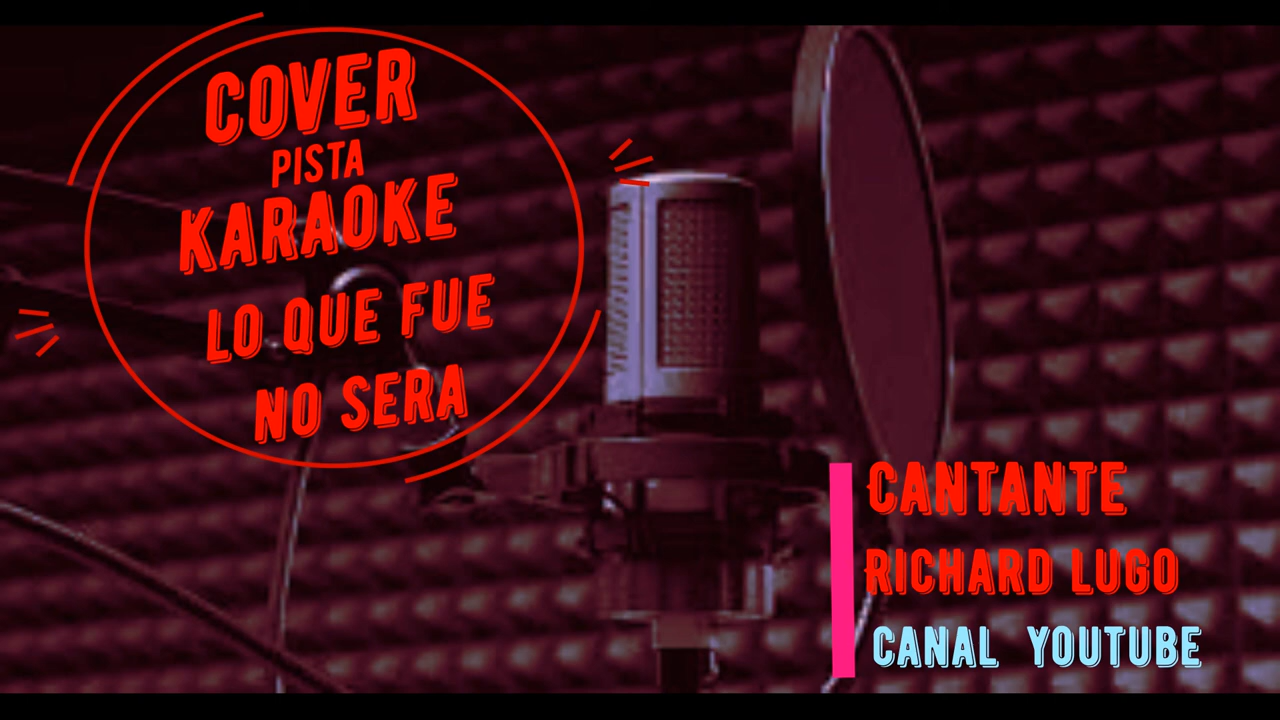 COVER
PISTA
KARAOKE
LO QUE FUE
NO SERA
CANTANTE
RICHARD LUGO
CANAL YOUTUBE